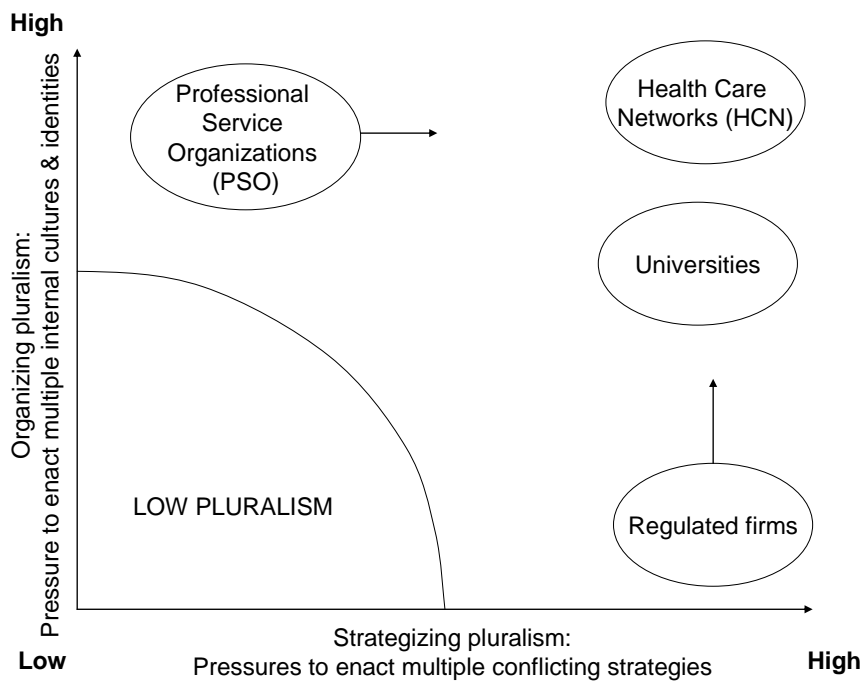 High
Organizing pluralism:
Pressure to enact multiple internal cultures & identities
Professional
Service
Organizations
(PSO)
Health Care
Networks (HCN)
Universities
LOW PLURALISM
Regulated firms
Low
Strategizing pluralism:
Pressures to enact multiple conflicting strategies
High